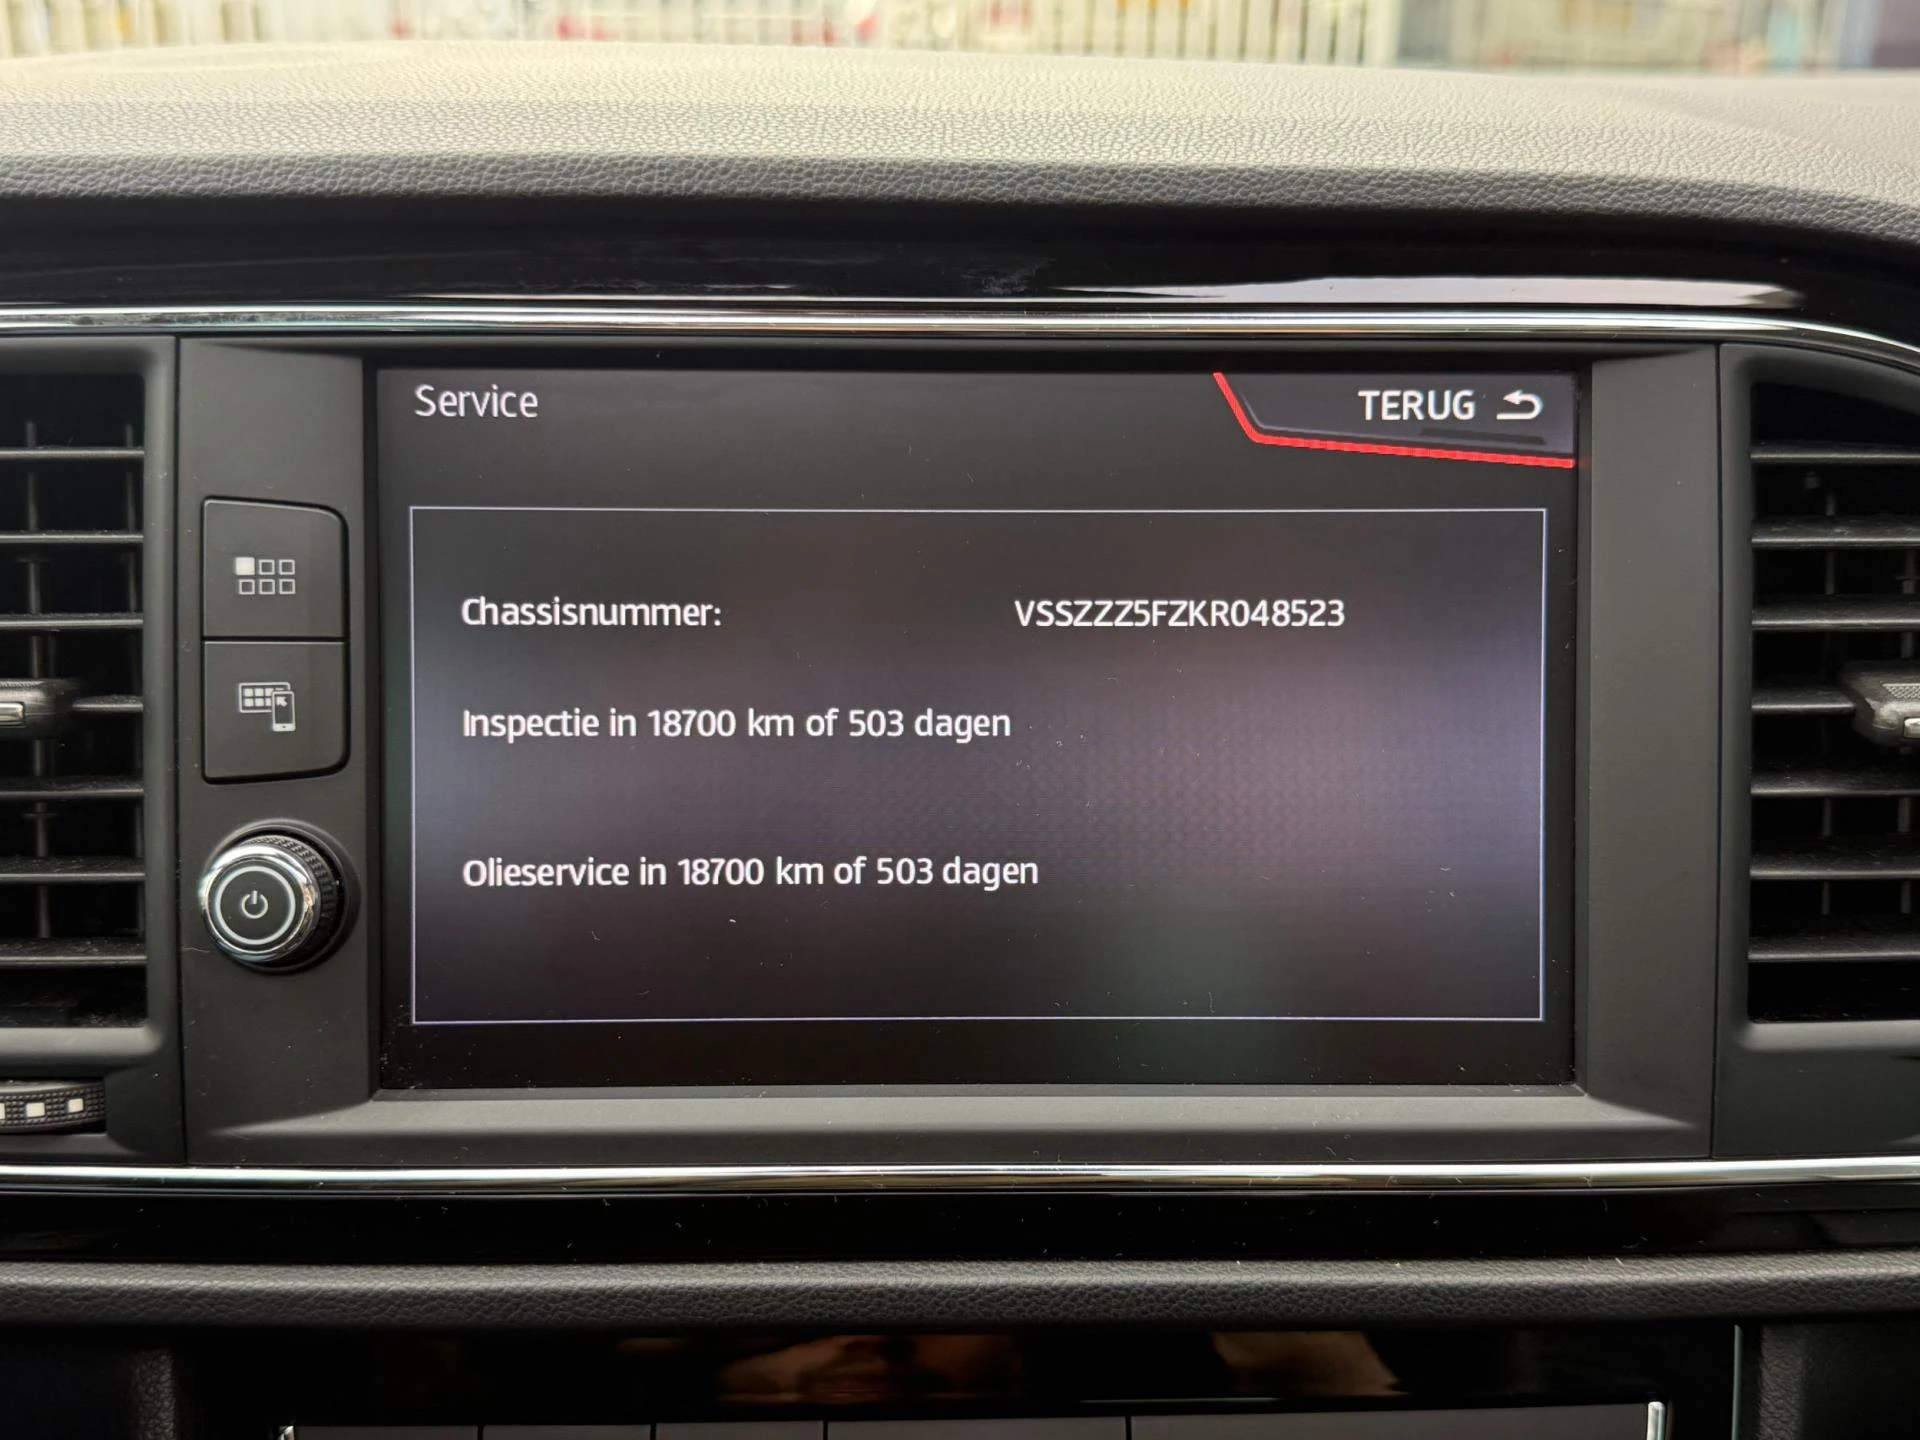 Service
TERUG
Chassisnummer: VSSZZZ5FZKR048523
Inspectie in 18700 km of 503 dagen
Olieservice in 18700 km of 503 dagen